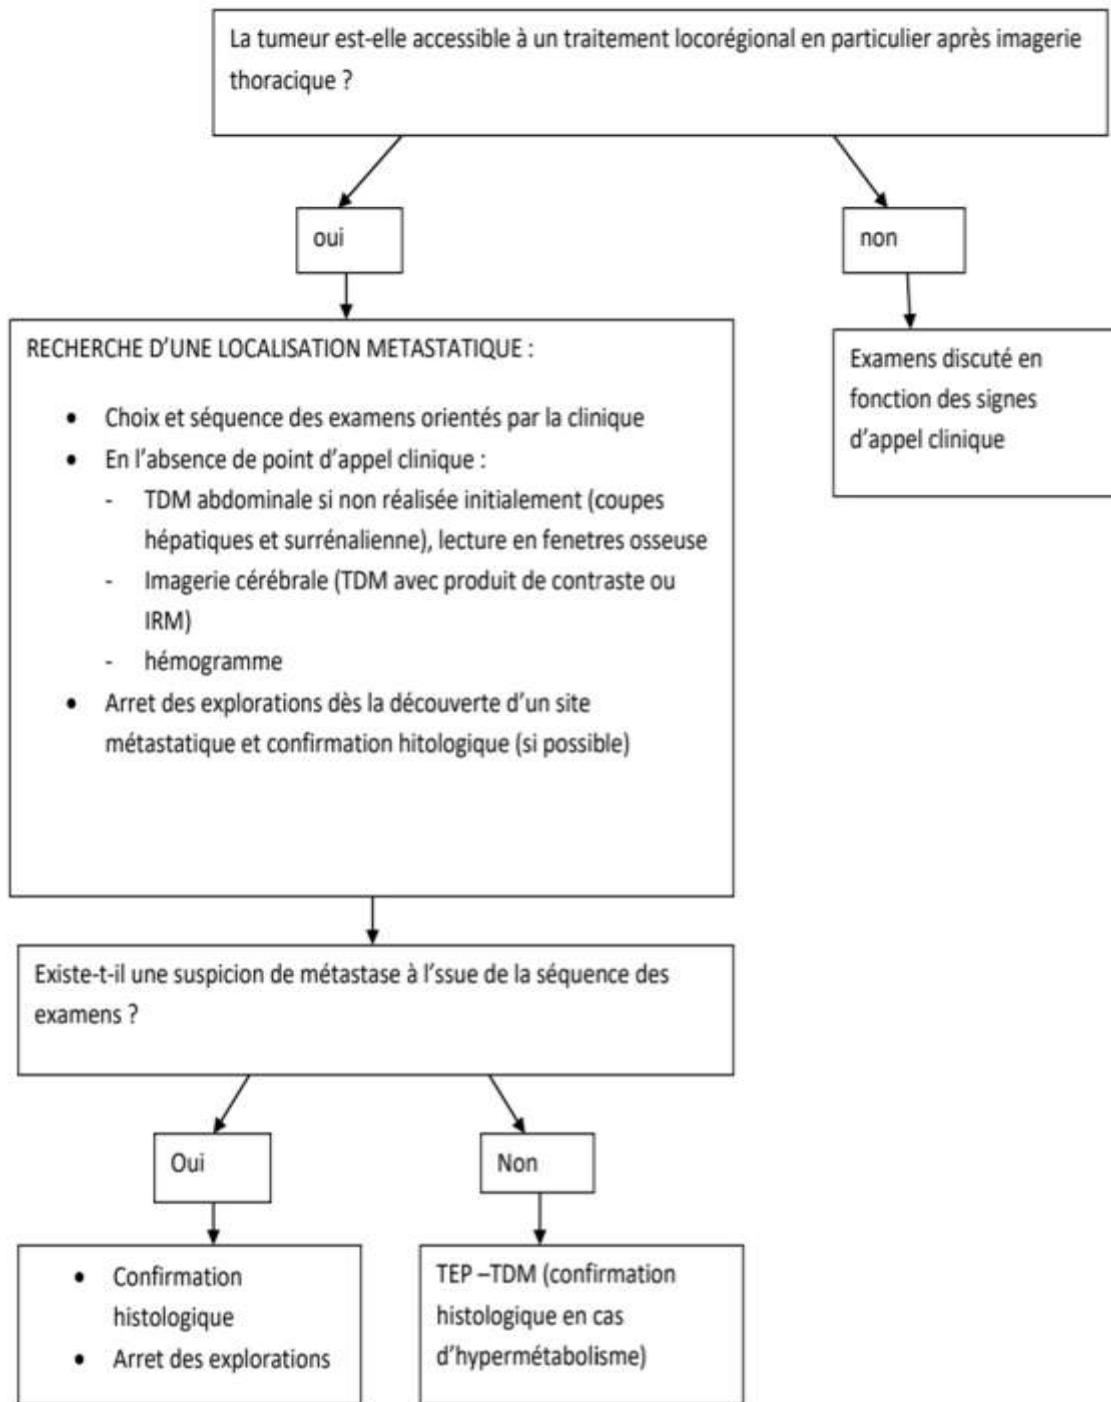 La tumeur est-elle accessible à un traitement locorégional en particulier après imagerie
thoracique ?
oui
non
RECHERCHE D'UNE LOCALISATION METASTATIQUE :
• Choix et séquence des examens orientés par la clinique
• En l'absence de point d'appel clinique :
- TDM abdominale si non réalisée initialement (coupes
hépatiques et surrénalienne), lecture en fenetres osseuse
- Imagerie cérébrale (TDM avec produit de contraste ou
IRM)
- hémogramme
• Arret des explorations dès la découverte d'un site
métastatique et confirmation hitologique (si possible)
Examens discuté en
fonction des signes
d'appel clinique
Existe-t-il une suspicion de métastase à l'ssue de la séquence des
examens ?
Oui
Non
• Confirmation
histologique
• Arret des explorations
TEP –TDM (confirmation
histologique en cas
d'hypermétabolisme)